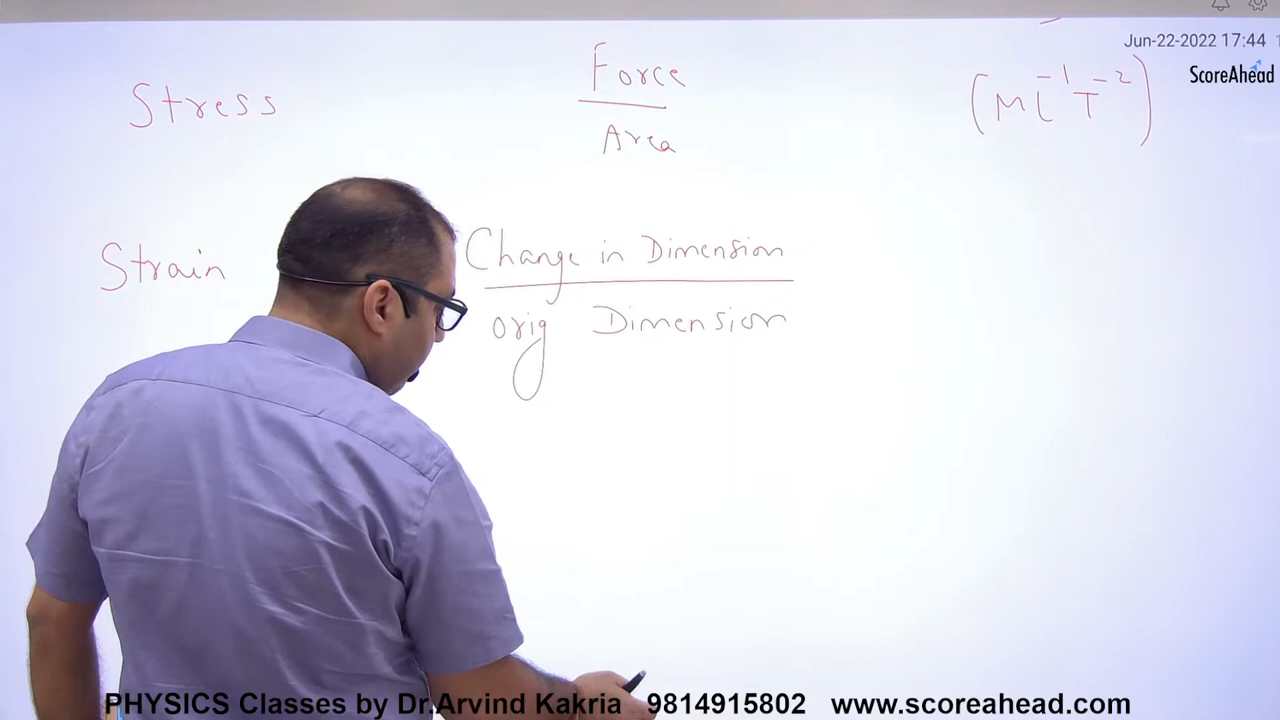 Jun-22-2022 17:44
ScoreAhead
Stress Force (ML⁻¹T⁻²)
Area
Strain Change in Dimension
orig Dimension
PHYSICS Classes by Dr.Arvind Kakria 9814915802 www.scoreahead.com